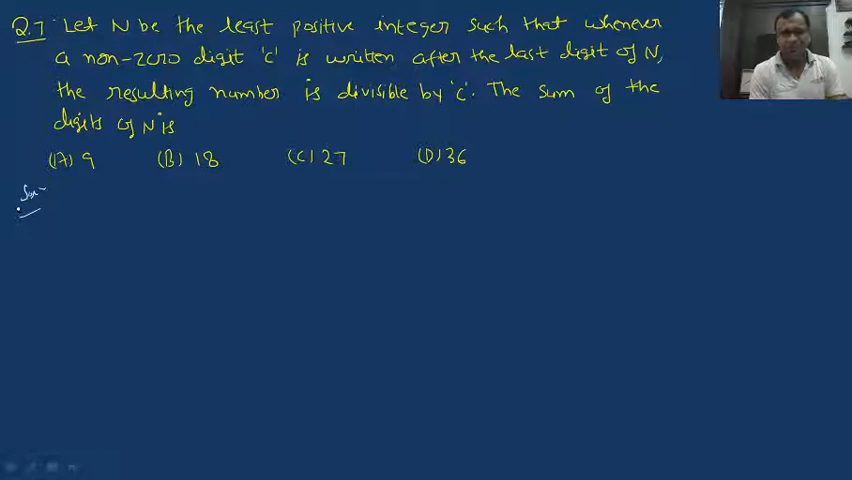 Q.7 Let N be the least positive integer such that whenever
a non-zero digit 'c' is written after the last digit of N,
the resulting number is divisible by 'c'. The sum of the
digits of N is
(A) 9 (B) 18 (C) 27 (D) 36
Sol-